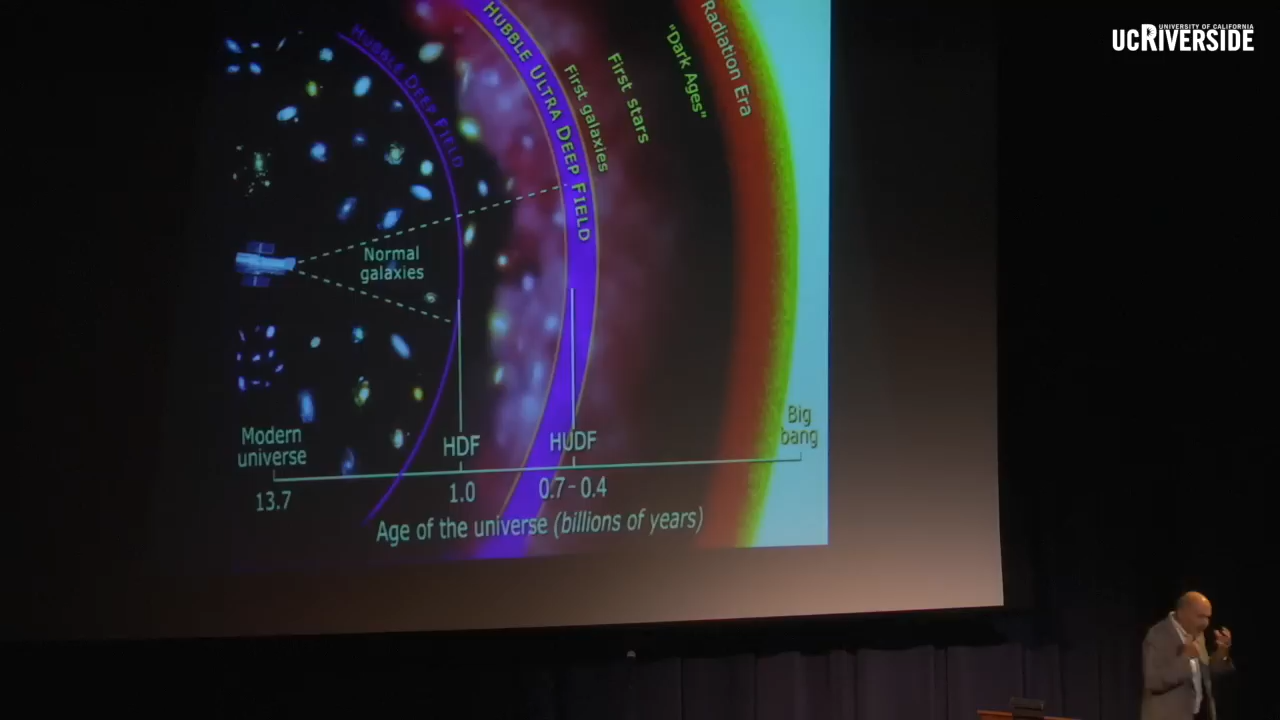 UNIVERSITY OF CALIFORNIA
UCRIVERSIDE
HUBBLE DEEP FIELD
HUBBLE ULTRA DEEP FIELD
First galaxies
First stars
"Dark Ages"
Radiation Era
Normal
galaxies
Modern
universe
HDF
HUDF
Big
bang
13.7
1.0
0.7-0.4
Age of the universe (billions of years)